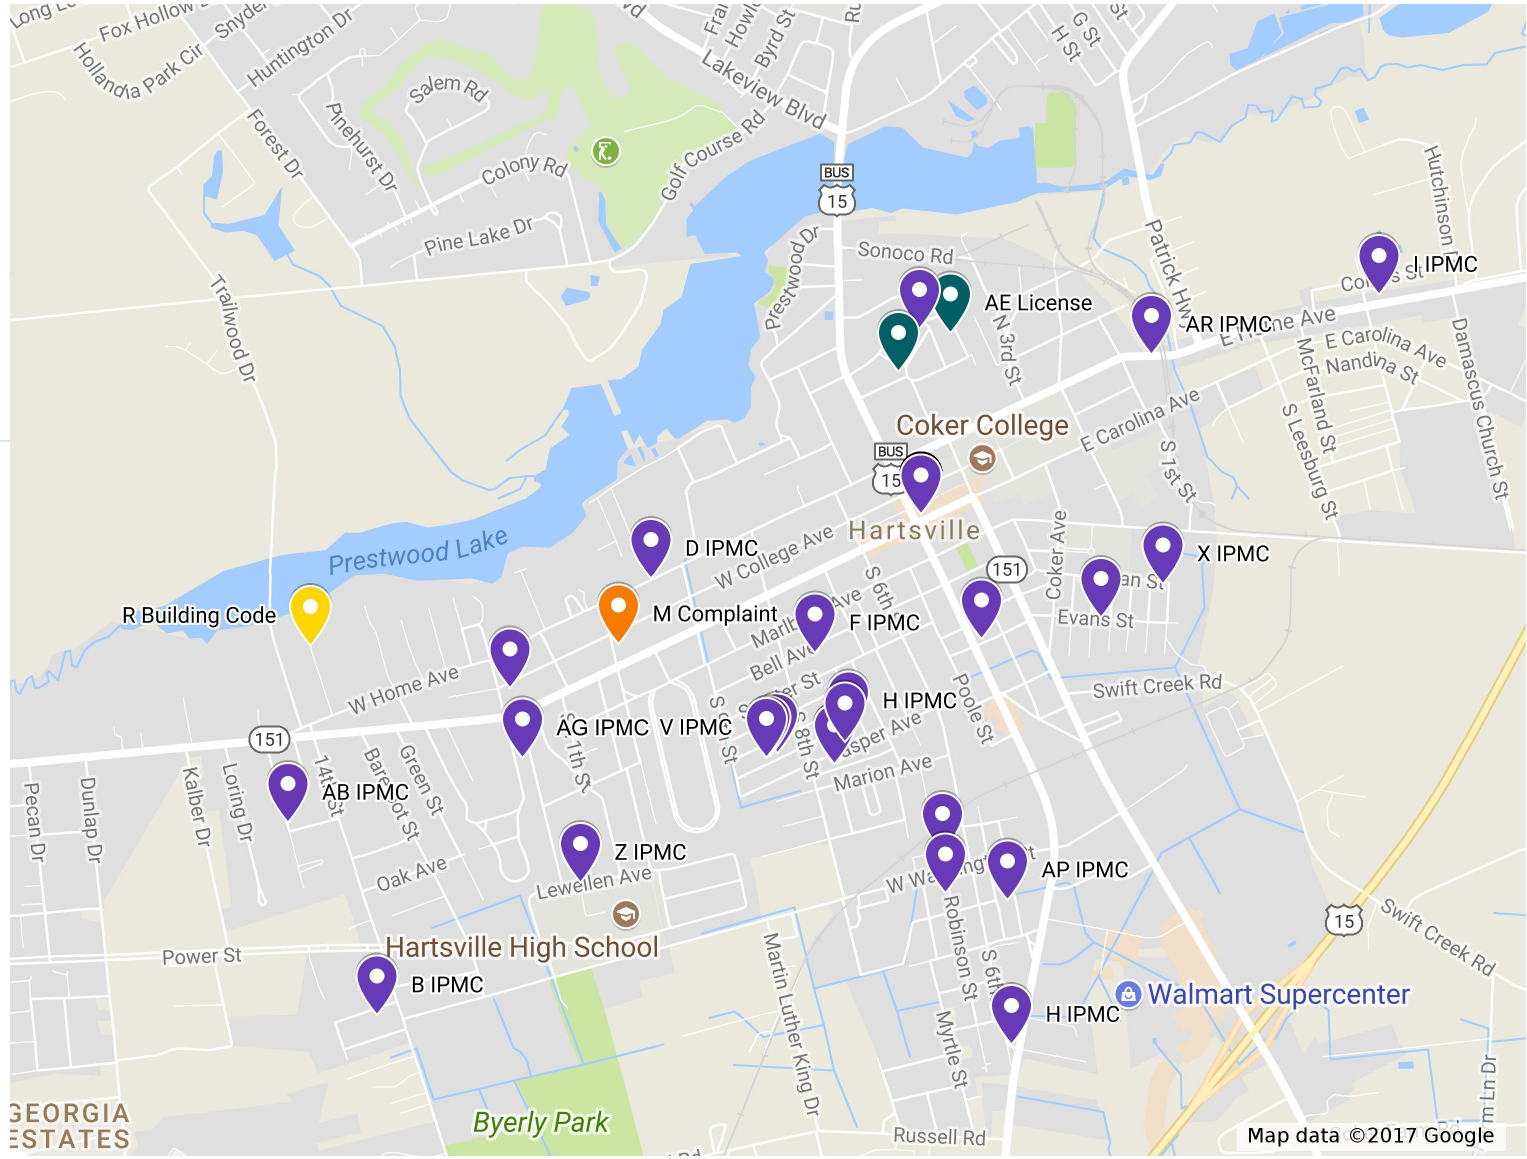 Fox Hollow
Snyder
Huntington Dr
Hollandia Park Cir
Salem Rd
Forest Dr
Pinehurst Dr
Colony Rd
Pine Lake Dr
Golf Course Rd
Lakeview Blvd
Byrd St
H St
G St
St
BUS
15
Sonoco Rd
Prestwood Dr
Patrick Hwy
Hutchinson
I IPMC
AE License
AR IPMC
E Home Ave
Trailwood Dr
N 3rd St
E Carolina Ave
Nandina St
McFarland St
S Leesburg St
Damascus Church St
Coker College
E Carolina Ave
S 1st St
BUS
15
Hartsville
Prestwood Lake
D IPMC
W College Ave
Coker Ave
X IPMC
151
R Building Code
M Complaint
S 6th
F IPMC
Bell Ave
Evans St
W Home Ave
Swift Creek Rd
H IPMC
AG IPMC
V IPMC
Poole St
S 8th St
151
Marion Ave
14th St
AB IPMC
Green St
Pecan Dr
Dunlap Dr
Kalber Dr
Loring Dr
Oak Ave
Z IPMC
Lewellen Ave
AP IPMC
Robinson St
S 6th
15
Swift Creek Rd
Hartsville High School
Power St
B IPMC
Martin Luther King Dr
Walmart Supercenter
H IPMC
Myrtle St
GEORGIA
ESTATES
Byerly Park
Russell Rd
Map data ©2017 Google